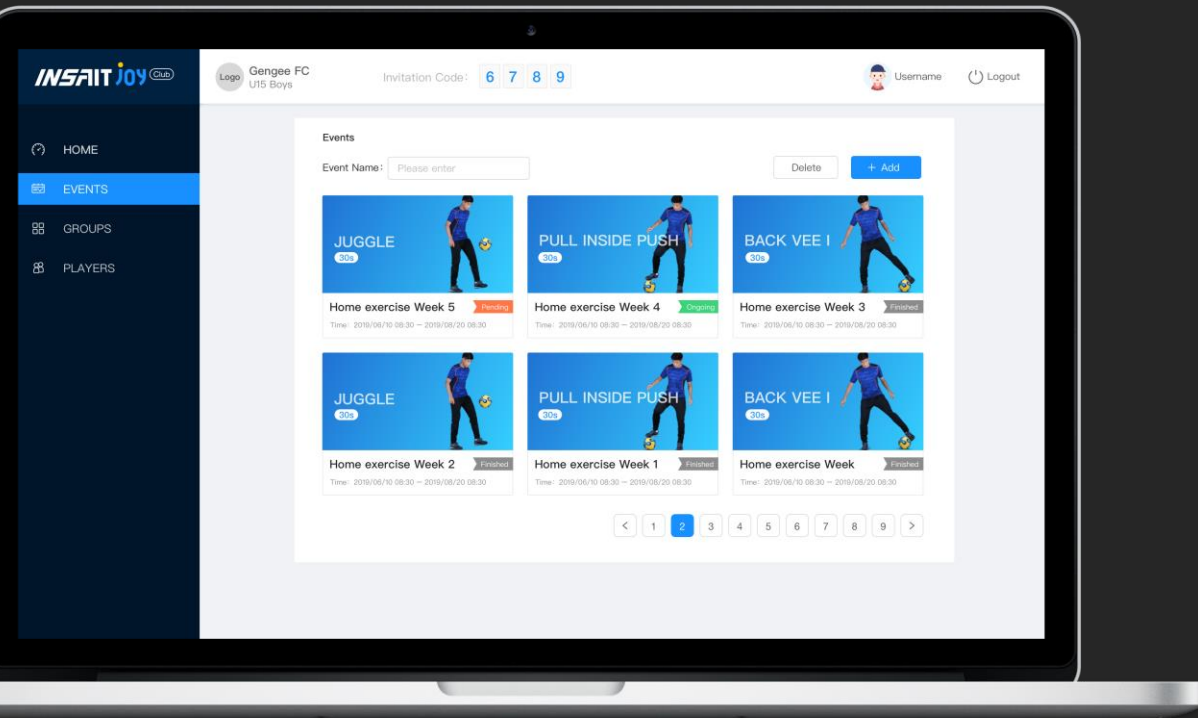 INSAIT JOY Club
Logo
Gengee FC
U15 Boys
Invitation Code: 6 7 8 9
Username
Logout
HOME
EVENTS
GROUPS
PLAYERS
Events
Event Name: Please enter
Delete
+ Add
JUGGLE
30s
Home exercise Week 5
Pending
Time: 2019/06/10 08:30 — 2019/08/20 08:30
PULL INSIDE PUSH
30s
Home exercise Week 4
Ongoing
Time: 2019/06/10 08:30 — 2019/08/20 08:30
BACK VEE I
30s
Home exercise Week 3
Finished
Time: 2019/06/10 08:30 — 2019/08/20 08:30
JUGGLE
30s
Home exercise Week 2
Finished
Time: 2019/06/10 08:30 — 2019/08/20 08:30
PULL INSIDE PUSH
30s
Home exercise Week 1
Finished
Time: 2019/06/10 08:30 — 2019/08/20 08:30
BACK VEE I
30s
Home exercise Week
Finished
Time: 2019/06/10 08:30 — 2019/08/20 08:30
< 1 2 3 4 5 6 7 8 9 >